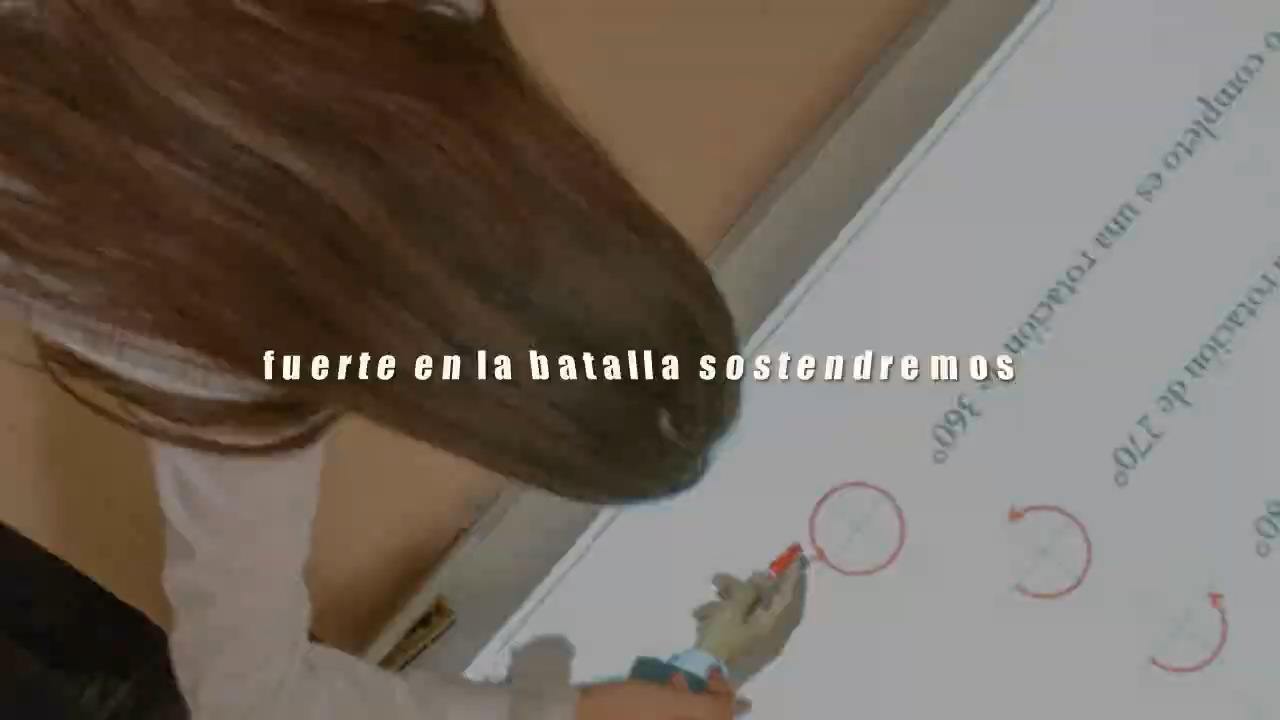 fuerte en la batalla sostendremos
o completo es una rotación de 360°
rotación de 270°